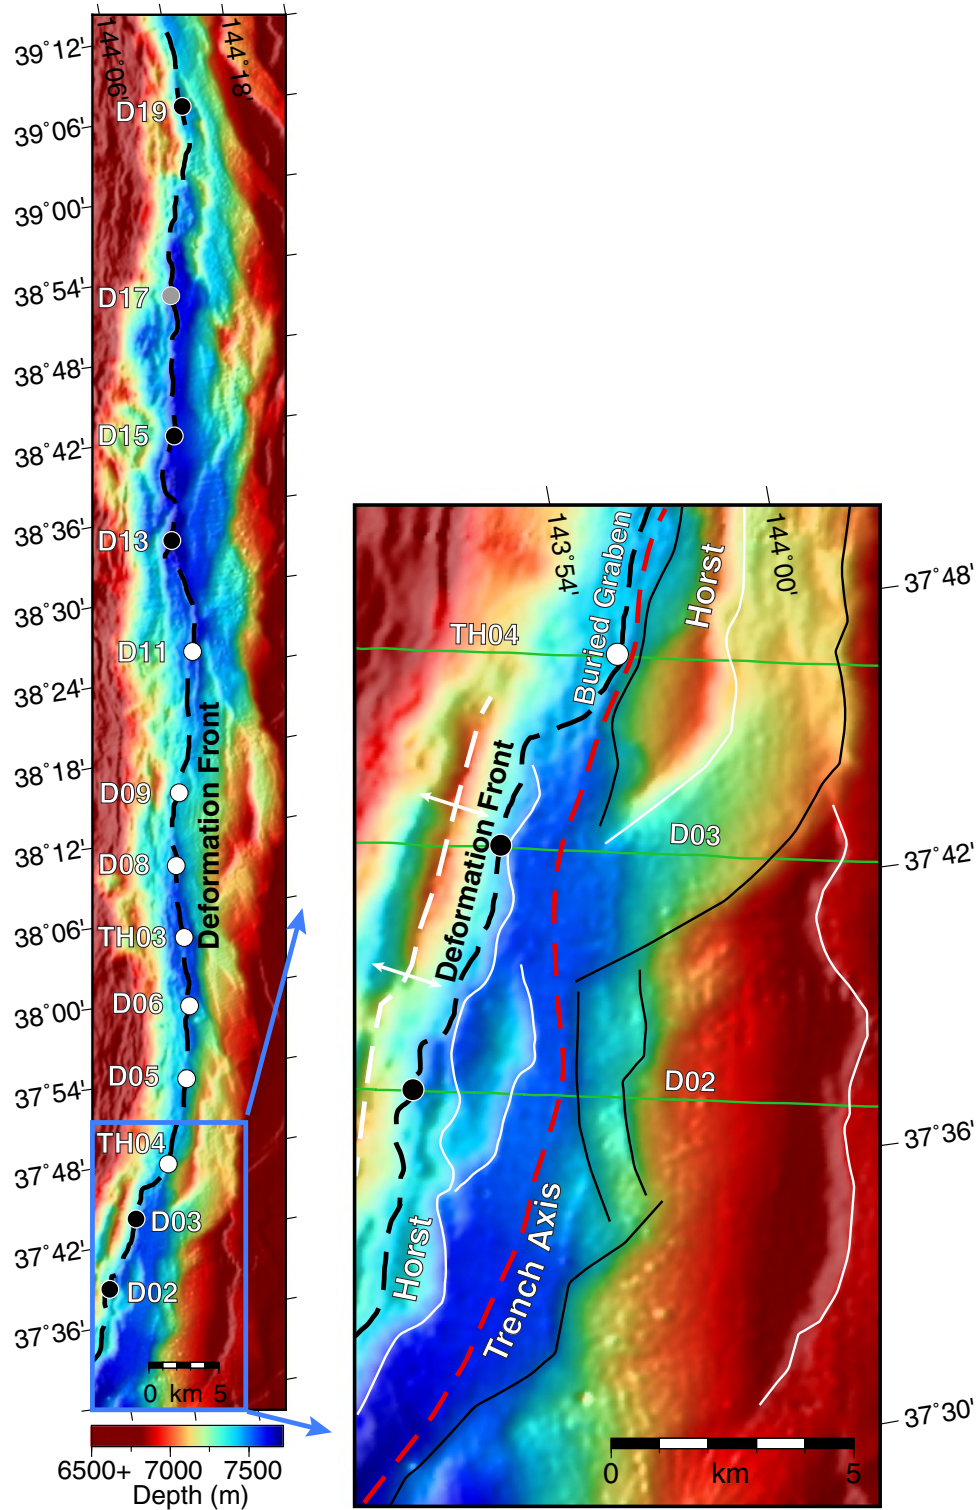 144°06'
144°18'
39°12'
D19
39°06'
39°00'
38°54'
D17
38°48'
D15
38°42'
38°36'
D13
38°30'
D11
38°24'
Deformation Front
38°18'
D09
38°12'
D08
38°06'
TH03
38°00'
D06
37°54'
D05
TH04
37°48'
D03
37°42'
D02
37°36'
0 km 5
6500+ 7000 7500
Depth (m)
143°54'
144°00'
Buried Graben
Horst
37°48'
TH04
Deformation Front
D03
37°42'
D02
37°36'
Horst
Trench Axis
37°30'
0 km 5